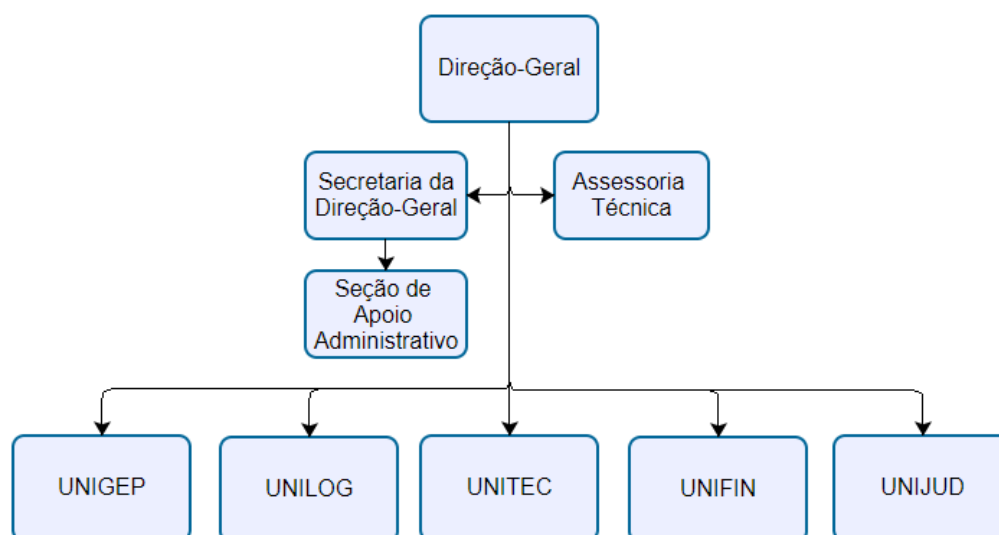 Direção-Geral
Secretaria da
Direção-Geral
Assessoria
Técnica
Seção de
Apoio
Administrativo
UNIGEP
UNILOG
UNITEC
UNIFIN
UNIJUD